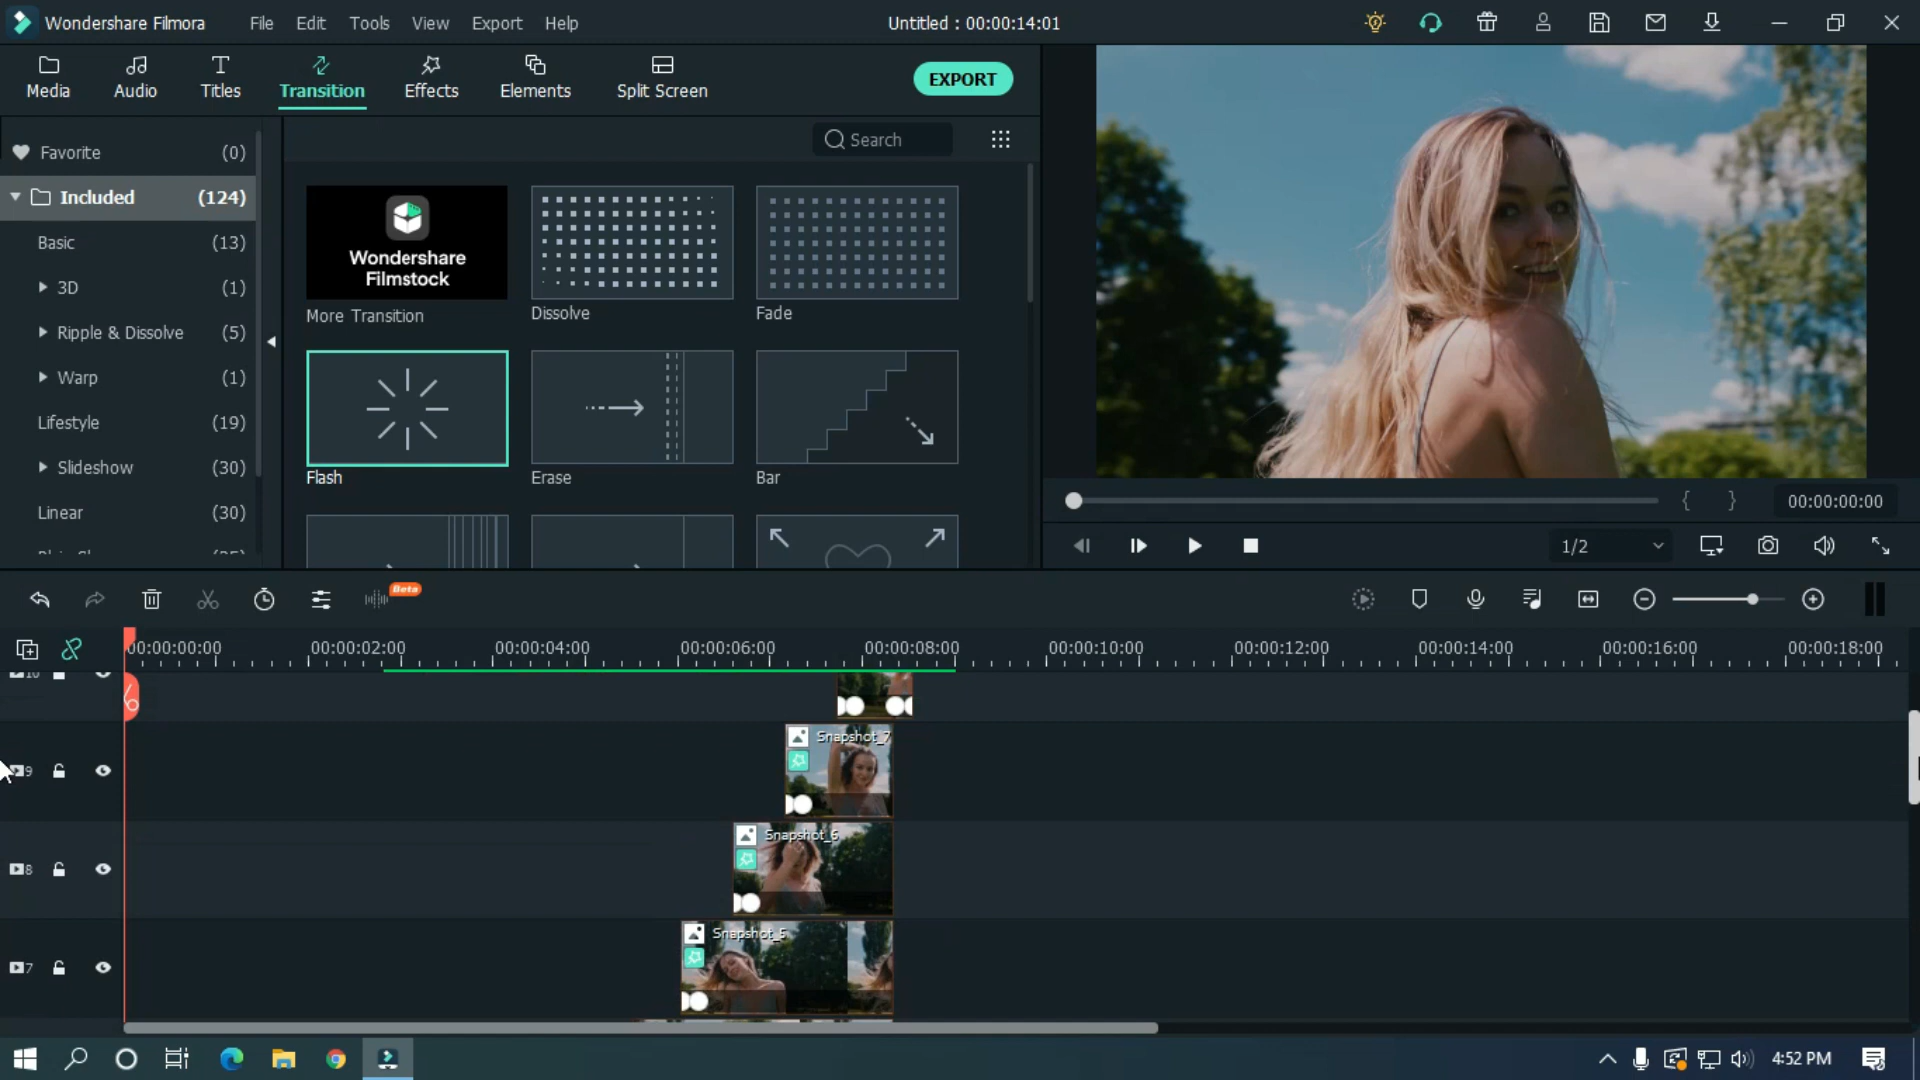 Wondershare Filmora
File Edit Tools View Export Help
Untitled : 00:00:14:01
Media Audio Titles Transition Effects Elements Split Screen
EXPORT
Favorite (0)
Included (124)
Basic (13)
3D (1)
Ripple & Dissolve (5)
Warp (1)
Lifestyle (19)
Slideshow (30)
Linear (30)
Search
Wondershare
Filmstock
More Transition Dissolve Fade
Flash Erase Bar
00:00:00:00
1/2
Beta
00:00:00:00 00:00:02:00 00:00:04:00 00:00:06:00 00:00:08:00 00:00:10:00 00:00:12:00 00:00:14:00 00:00:16:00 00:00:18:00
10
Snapshot_7
9
Snapshot_6
8
Snapshot_5
7
4:52 PM